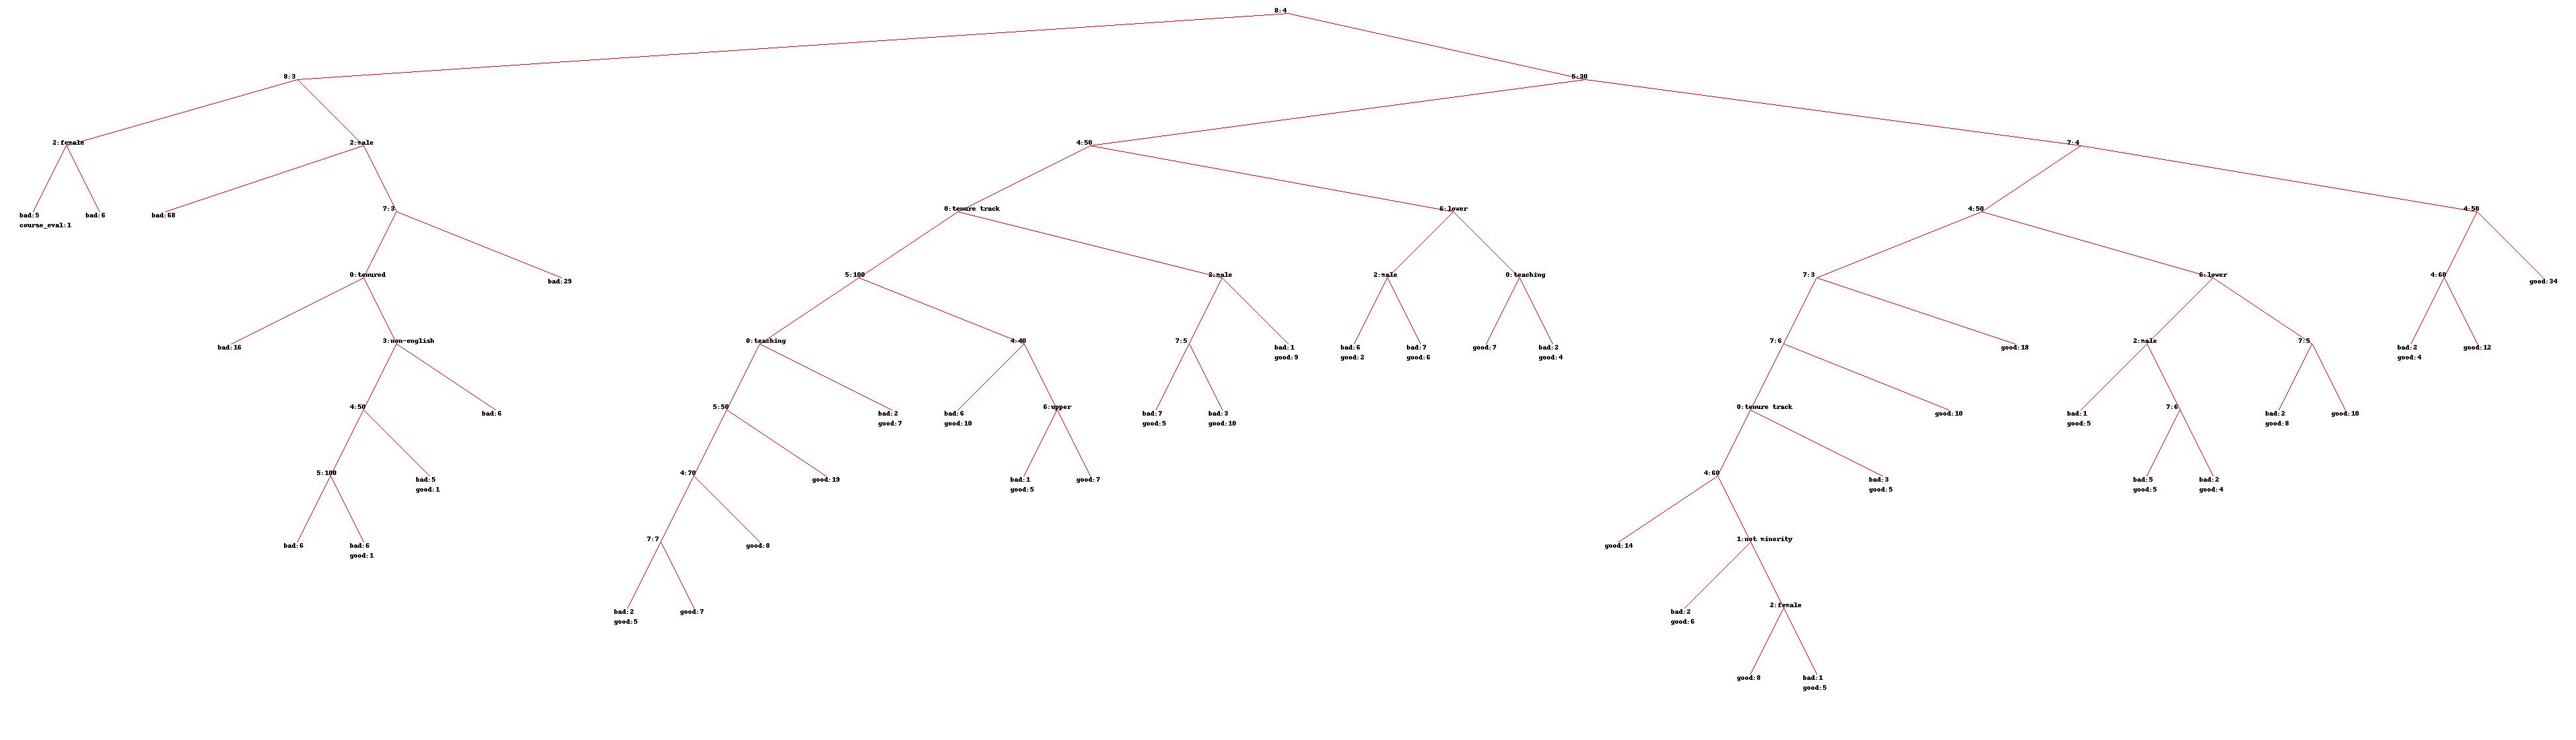 8:4
8:3
5:30
2:female
2:male
4:50
7:4
bad:5
course_eval:1
bad:6
bad:68
7:3
0:tenure track
6:lower
4:50
4:50
0:tenured
bad:29
5:100
2:male
2:male
0:teaching
7:3
6:lower
4:60
good:34
bad:16
3:non-english
0:teaching
4:40
7:5
bad:1
good:9
bad:6
good:2
bad:7
good:6
good:7
bad:2
good:4
7:6
good:18
2:male
7:5
bad:2
good:4
good:12
4:50
bad:6
5:50
bad:2
good:7
bad:6
good:10
6:upper
bad:7
good:5
bad:3
good:10
0:tenure track
good:10
bad:1
good:5
7:6
bad:2
good:8
good:10
5:100
bad:5
good:1
4:70
good:19
bad:1
good:5
good:7
4:60
bad:3
good:5
bad:5
good:5
bad:2
good:4
bad:6
bad:6
good:1
7:7
good:8
good:14
1:not minority
bad:2
good:5
good:7
bad:2
good:6
2:female
good:8
bad:1
good:5